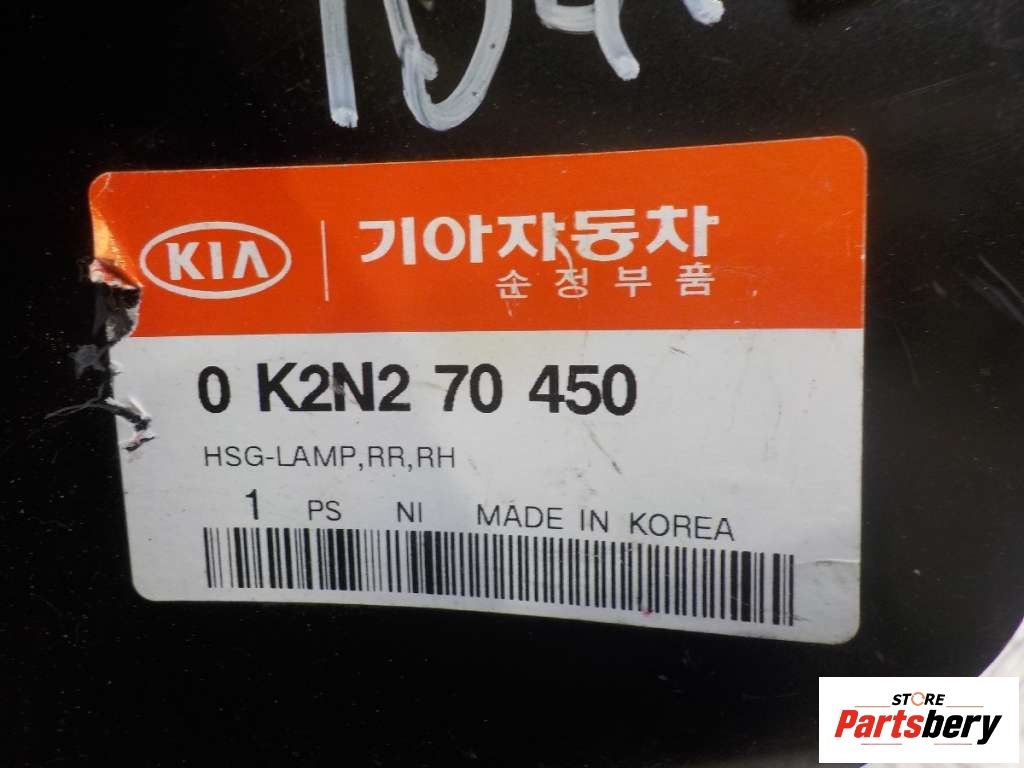 KIA 기아자동차
순정부품
0 K2N2 70 450
HSG-LAMP,RR,RH
1 PS NI MADE IN KOREA
STORE
Partsbery